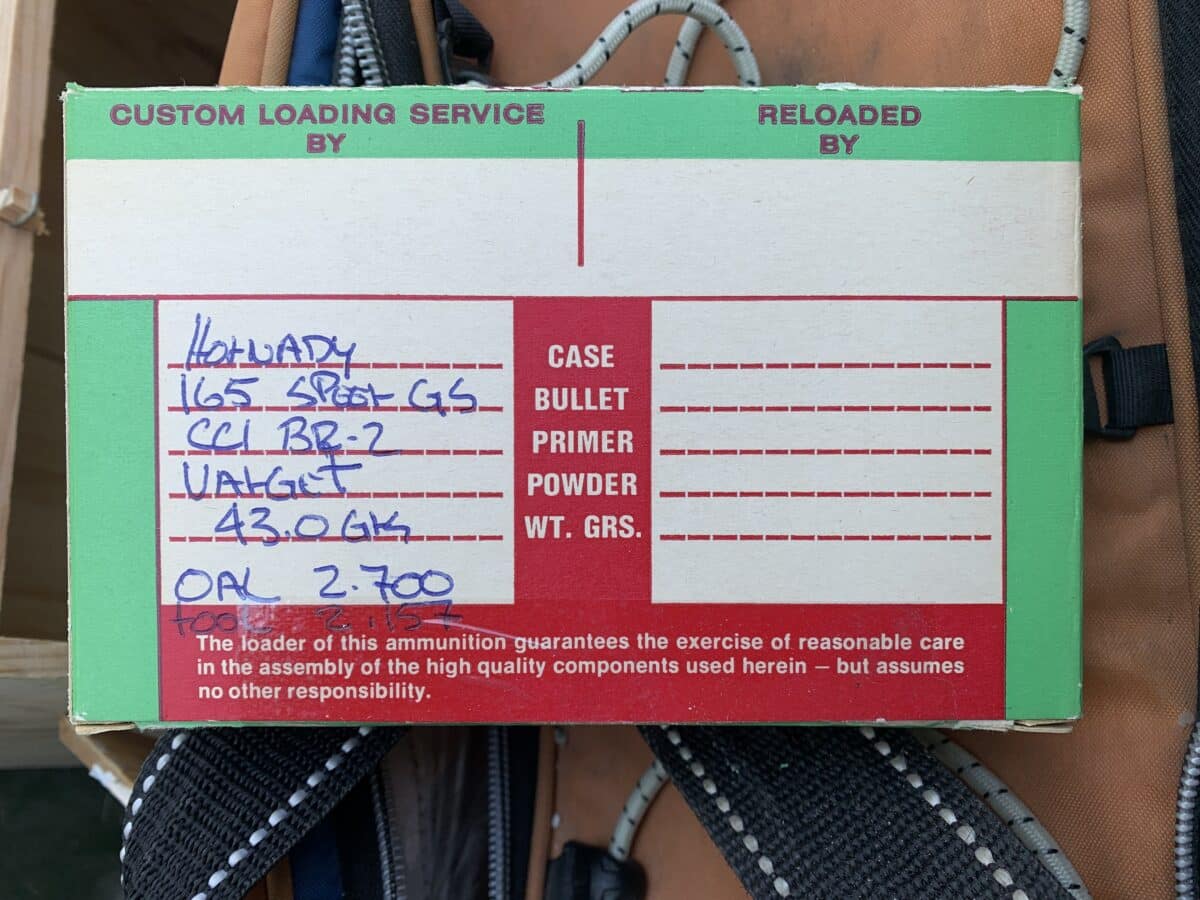 CUSTOM LOADING SERVICE
BY
RELOADED
BY
HORNADY
CASE
165 SPEER GS
BULLET
CCI BR-2
PRIMER
VARGET
POWDER
43.0 GRS
WT. GRS.
OAL 2.700
2.157
The loader of this ammunition guarantees the exercise of reasonable care
in the assembly of the high quality components used herein — but assumes
no other responsibility.